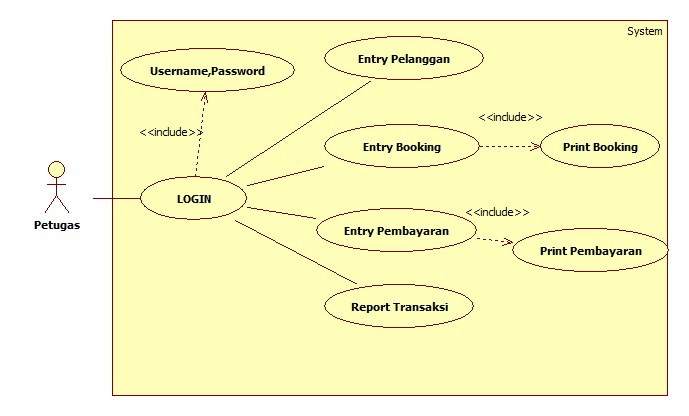 System
Entry Pelanggan
Username,Password
<<include>>
<<include>>
Entry Booking
Print Booking
LOGIN
Petugas
<<include>>
Entry Pembayaran
Print Pembayaran
Report Transaksi